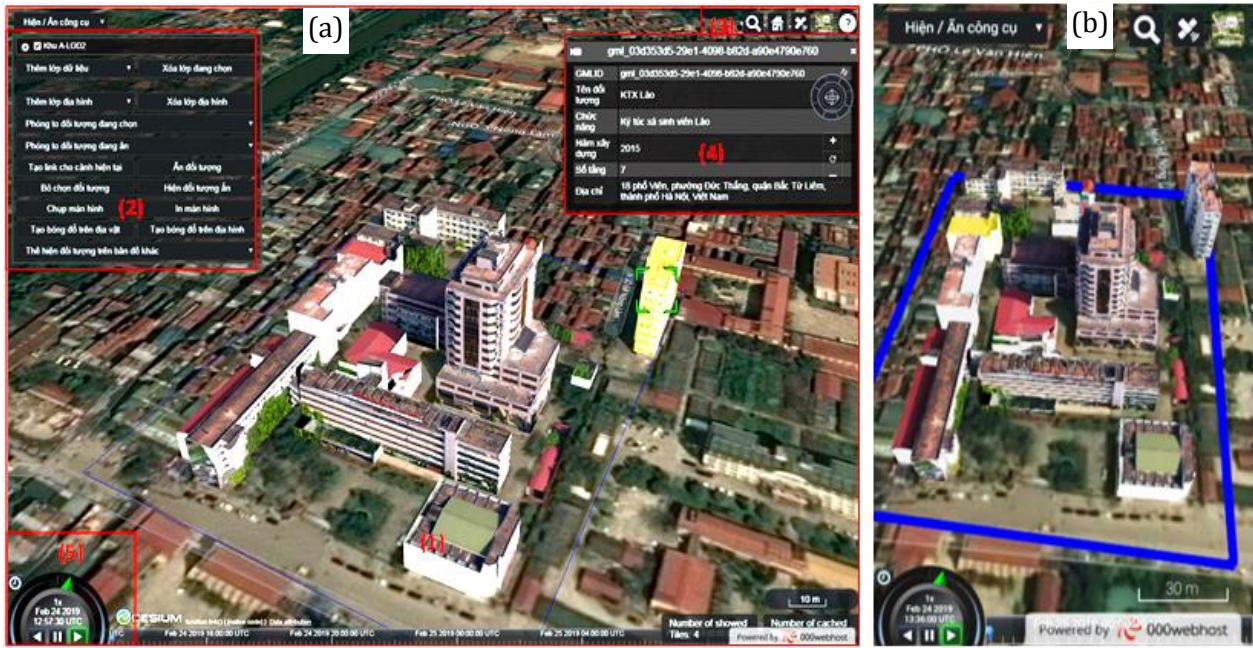 Hiện / Ẩn công cụ
(a)
(3)
?
Khu A-LOD2
Thêm lớp dữ liệu
Xóa lớp đang chọn
Thêm lớp địa hình
Xóa lớp địa hình
Phóng to đối tượng đang chọn
Phóng to đối tượng đang ẩn
Tạo link cho cảnh hiện tại
Ẩn đối tượng
Bỏ chọn đối tượng
Hiện đối tượng ẩn
Chụp màn hình
(2)
In màn hình
Tạo bóng đổ trên địa vật
Tạo bóng đổ trên địa hình
Thể hiện đối tượng trên bản đồ khác
gml_03d353d5-29e1-4098-b82d-a90e4790e760
GMLID
gml_03d353d5-29e1-4098-b82d-a90e4790e760
Tên đối tượng
KTX Lào
Chức năng
Ký túc xá sinh viên Lào
Năm xây dựng
2015
(4)
Số tầng
7
Địa chỉ
18 phố Viên, phường Đức Thắng, quận Bắc Từ Liêm,
thành phố Hà Nội, Việt Nam
(1)
(5)
1x
Feb 24 2019
12:57:30 UTC
CESIUM
Data attribution
UTC
Feb 24 2019 16:00:00 UTC
Feb 24 2019 20:00:00 UTC
Feb 25 2019 00:00:00 UTC
Feb 25 2019 04:00:00 UTC
10 m
Number of showed
Tiles: 4
Number of cached
Powered by 000webhost
Hiện / Ẩn công cụ
(b)
PHỐ Lê Văn Hiến
30 m
1x
Feb 24 2019
13:36:00 UTC
Powered by 000webhost